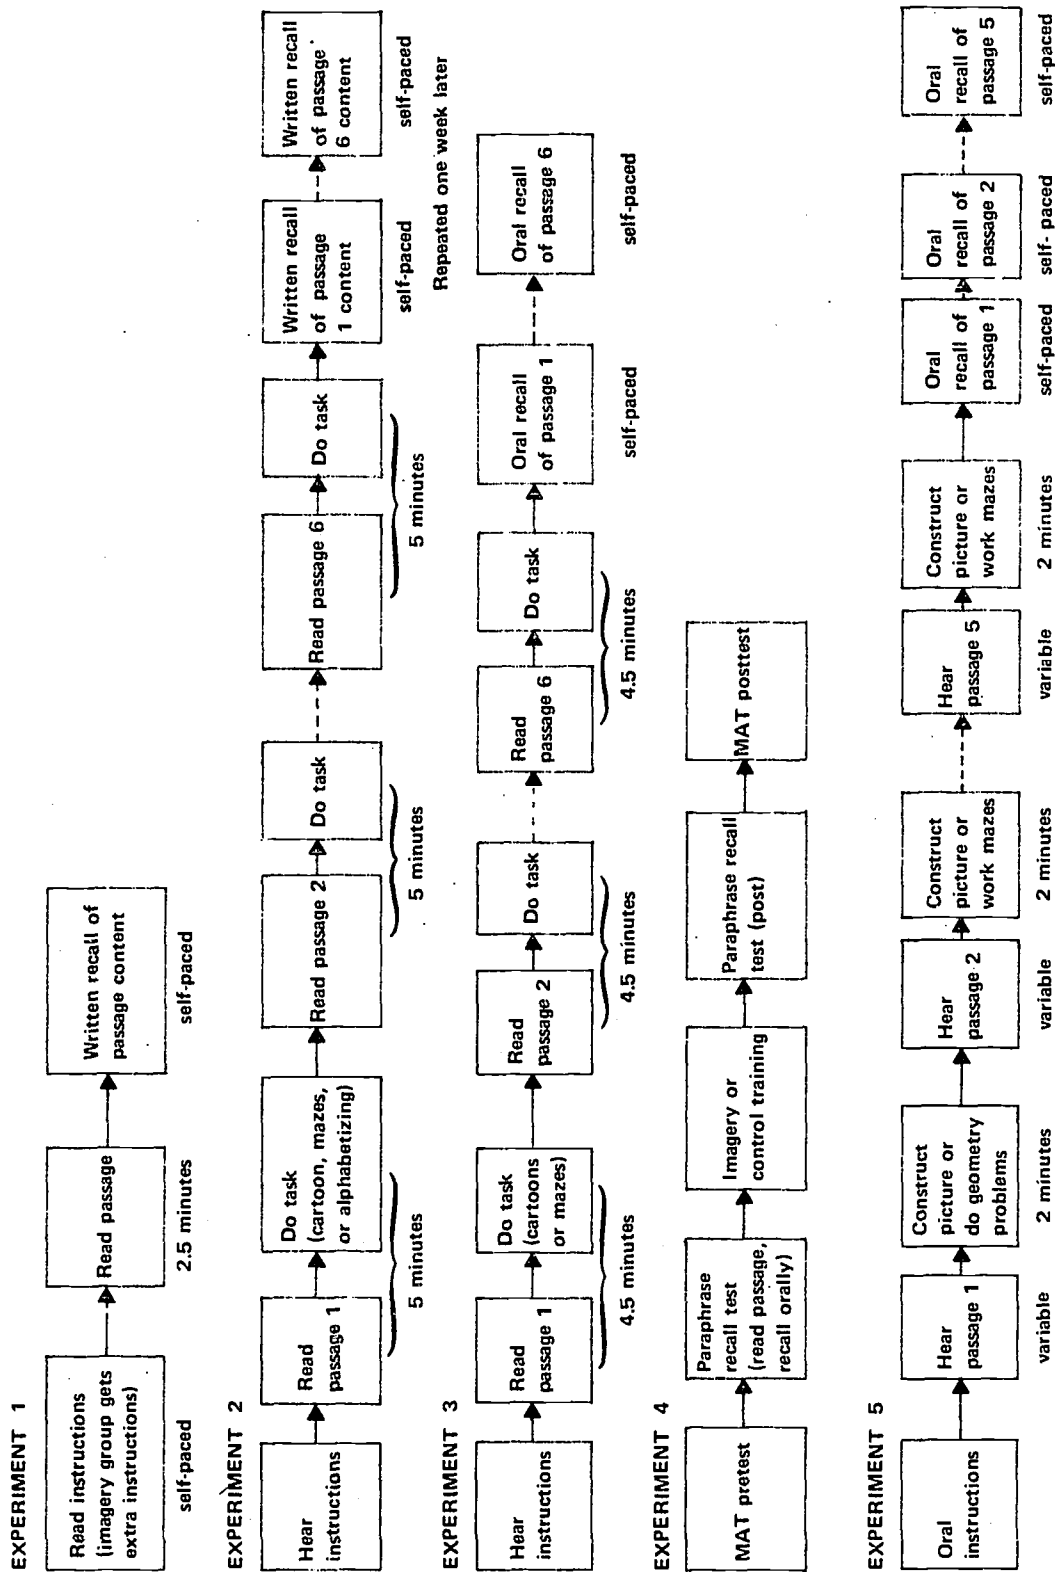 EXPERIMENT 1
Read instructions
(imagery group gets
extra instructions)
self-paced
Read passage
2.5 minutes
Written recall of
passage content
self-paced
EXPERIMENT 2
Hear
instructions
Read
passage 1
Do task
(cartoon, mazes,
or alphabetizing)
5 minutes
Read passage 2
Do task
5 minutes
Read passage 6
Do task
5 minutes
Written recall
of passage
1 content
self-paced
Written recall
of passage
6 content
self-paced
Repeated one week later
EXPERIMENT 3
Hear
instructions
Read
passage 1
Do task
(cartoons
or mazes)
4.5 minutes
Read
passage 2
Do task
4.5 minutes
Read
passage 6
Do task
4.5 minutes
Oral recall
of passage 1
self-paced
Oral recall
of passage 6
self-paced
EXPERIMENT 4
MAT pretest
Paraphrase
recall test
(read passage,
recall orally)
Imagery or
control training
Paraphrase recall
test (post)
MAT posttest
EXPERIMENT 5
Oral
instructions
Hear
passage 1
variable
Construct
picture or
do geometry
problems
2 minutes
Hear
passage 2
variable
Construct
picture or
work mazes
2 minutes
Hear
passage 5
variable
Construct
picture or
work mazes
2 minutes
Oral
recall of
passage 1
self-paced
Oral
recall of
passage 2
self- paced
Oral
recall of
passage 5
self-paced